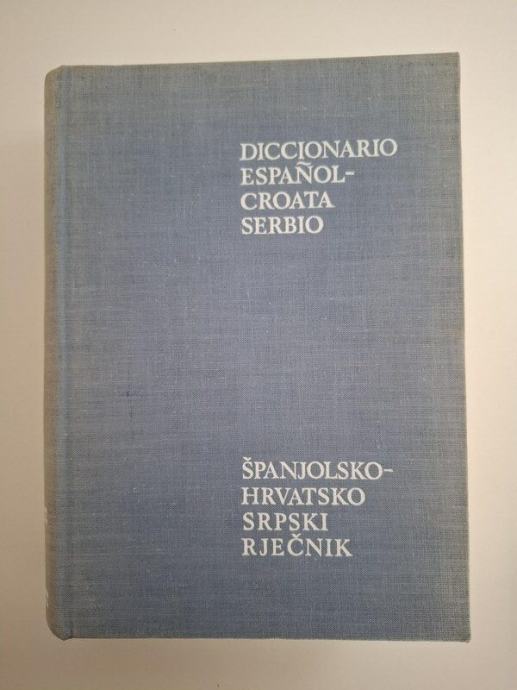 DICCIONARIO
ESPAÑOL-
CROATA
SERBIO
ŠPANJOLSKO-
HRVATSKO
SRPSKI
RJEČNIK